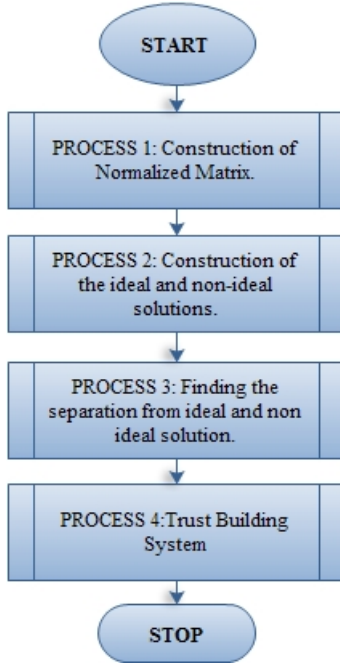 START
PROCESS 1: Construction of
Normalized Matrix.
PROCESS 2: Construction of
the ideal and non-ideal
solutions.
PROCESS 3: Finding the
separation from ideal and non
ideal solution.
PROCESS 4:Trust Building
System
STOP